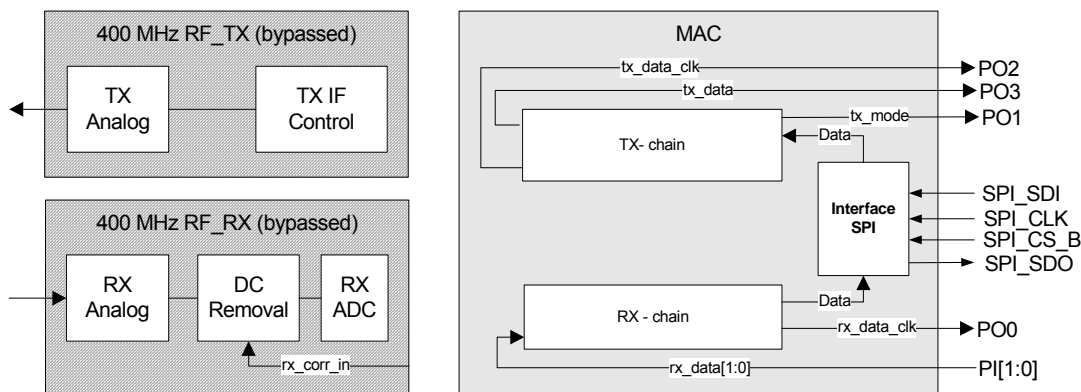 400 MHz RF_TX (bypassed)
TX
Analog
TX IF
Control
400 MHz RF_RX (bypassed)
RX
Analog
DC
Removal
RX
ADC
rx_corr_in
MAC
tx_data_clk
PO2
tx_data
PO3
tx_mode
PO1
TX- chain
Data
Interface
SPI
SPI_SDI
SPI_CLK
SPI_CS_B
SPI_SDO
RX - chain
Data
rx_data_clk
PO0
rx_data[1:0]
PI[1:0]